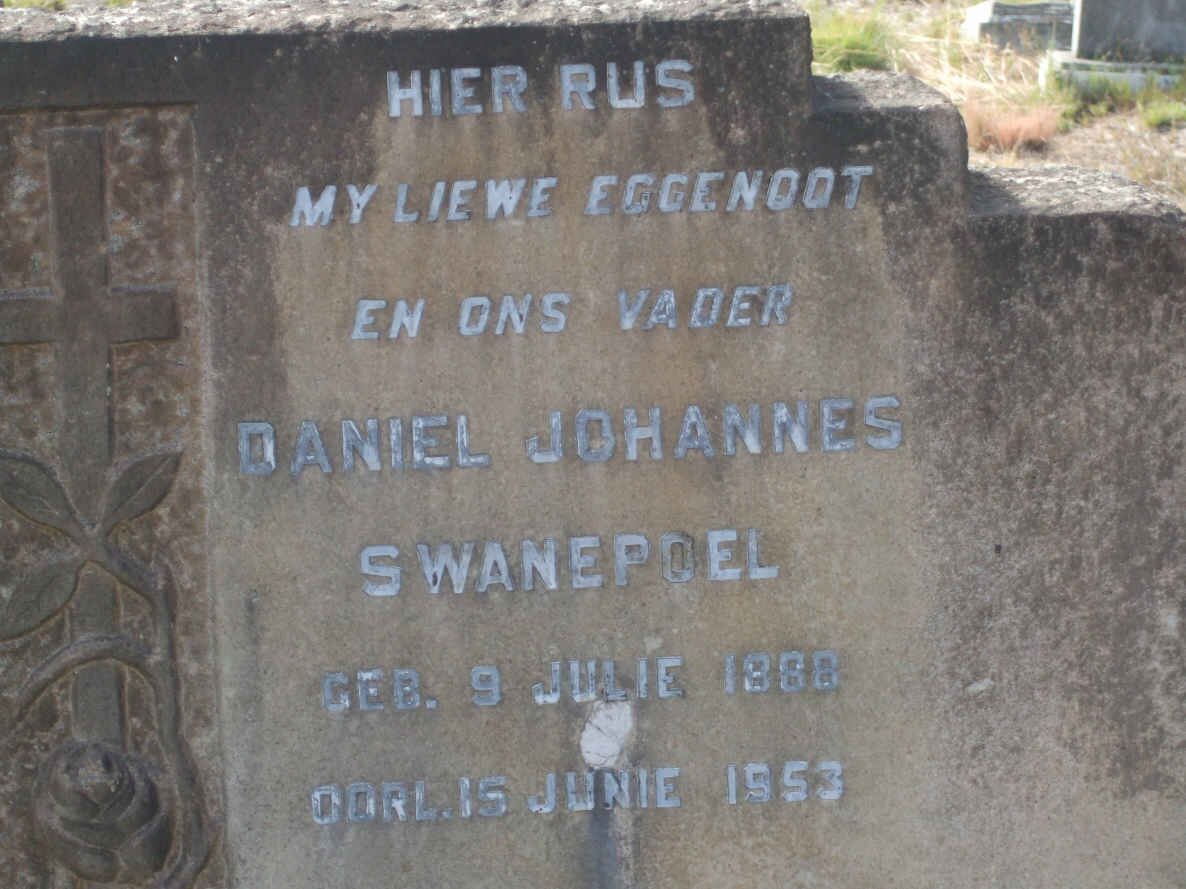 HIER RUS
MY LIEWE EGGENOOT
EN ONS VADER
DANIEL JOHANNES
SWANEPOEL
GEB. 9 JULIE 1888
OORL. 15 JUNIE 1953